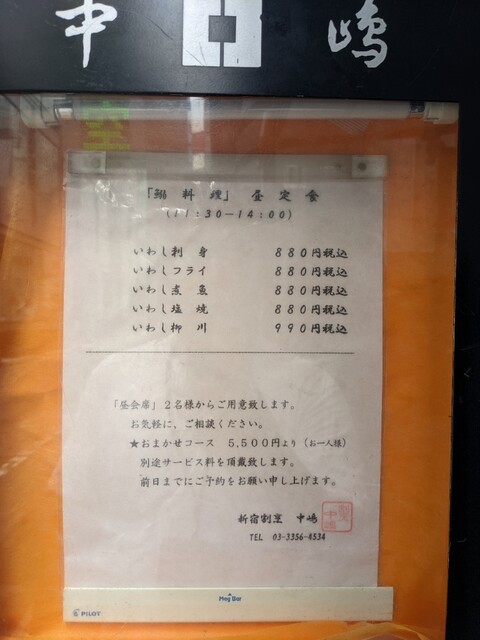 中嶋
「鰯料理」昼定食
(11:30-14:00)
いわし刺身 880円税込
いわしフライ 880円税込
いわし煮魚 880円税込
いわし塩焼 880円税込
いわし柳川 990円税込
「昼会席」2名様からご用意致します。
お気軽に、ご相談ください。
★おまかせコース 5,500円より(お一人様)
別途サービス料を頂戴致します。
前日までにご予約をお願い申し上げます。
新宿割烹 中嶋
TEL 03-3356-4534
Mag Bar
PILOT